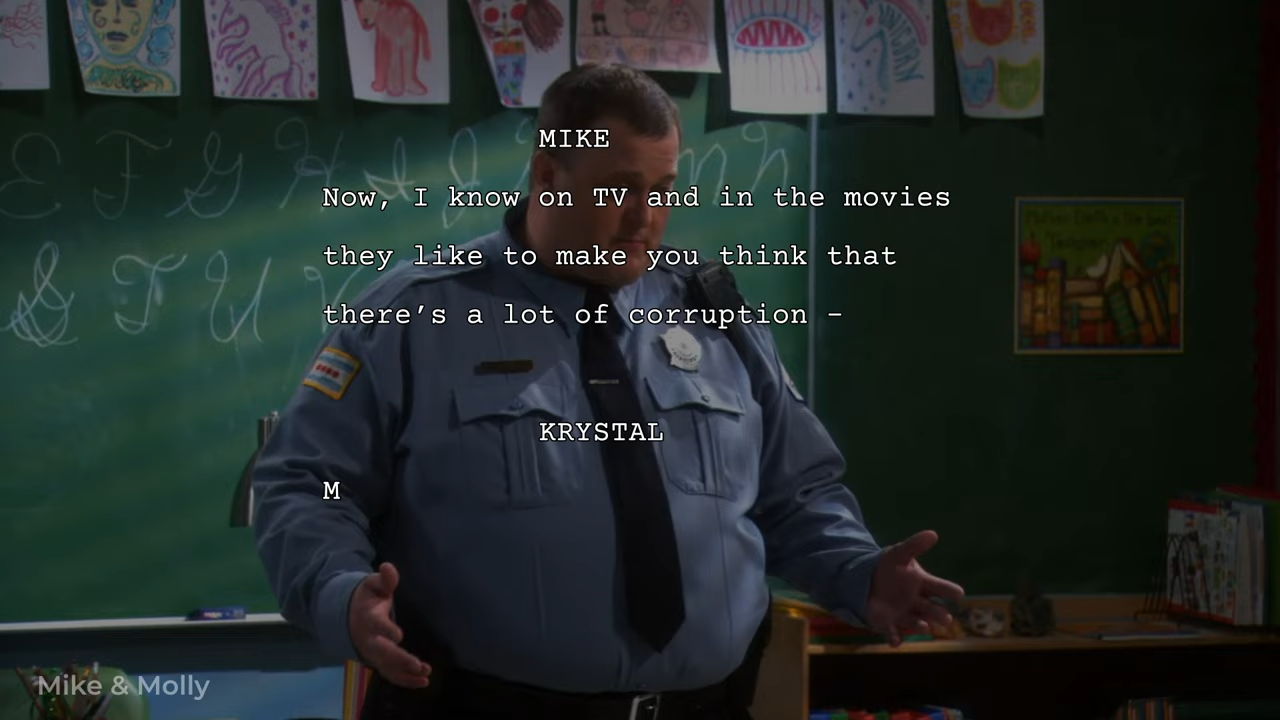 MIKE
Now, I know on TV and in the movies
they like to make you think that
there’s a lot of corruption –
KRYSTAL
M
E F G H I J
M N
S T U V
UNICORN
Mike & Molly